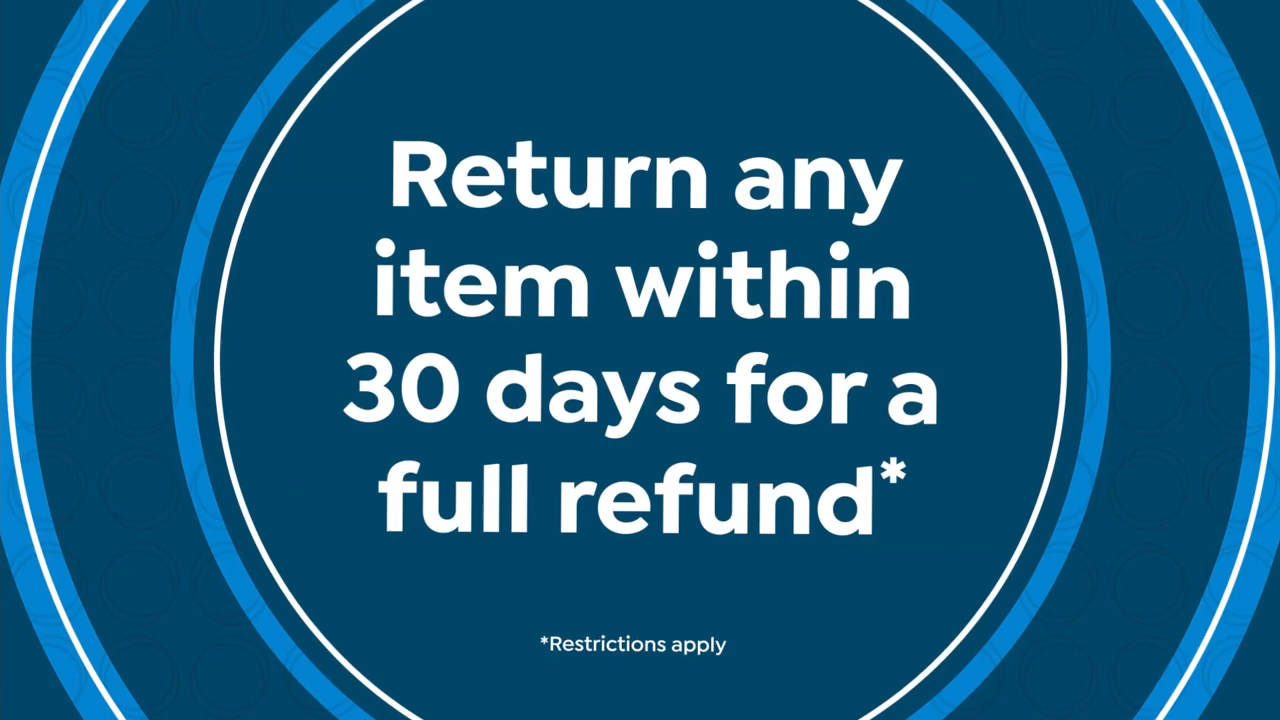 Return any
item within
30 days for a
full refund*
*Restrictions apply